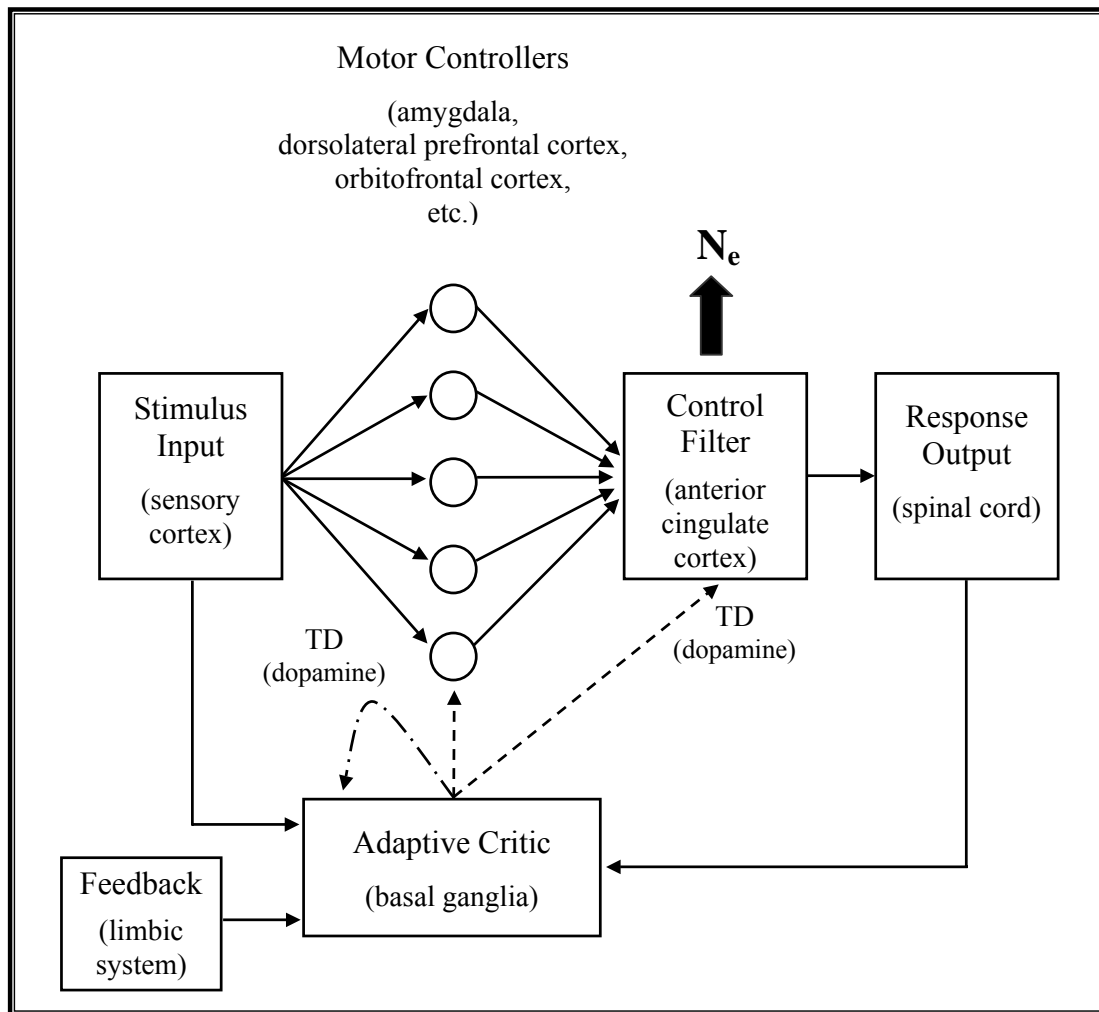 Motor Controllers
(amygdala,
dorsolateral prefrontal cortex,
orbitofrontal cortex,
etc.)
Ne
Stimulus
Input
(sensory
cortex)
Control
Filter
(anterior
cingulate
cortex)
Response
Output
(spinal cord)
TD
(dopamine)
TD
(dopamine)
Adaptive Critic
(basal ganglia)
Feedback
(limbic
system)